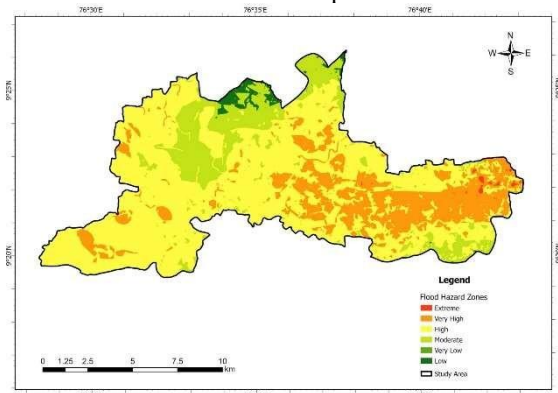 76°30'E 76°35'E 76°40'E
N
W E
S
9°25'N
9°20'N
Legend
Flood Hazard Zones
Extreme
Very High
High
Moderate
Very Low
Low
Study Area
0 1.25 2.5 5 7.5 10
km